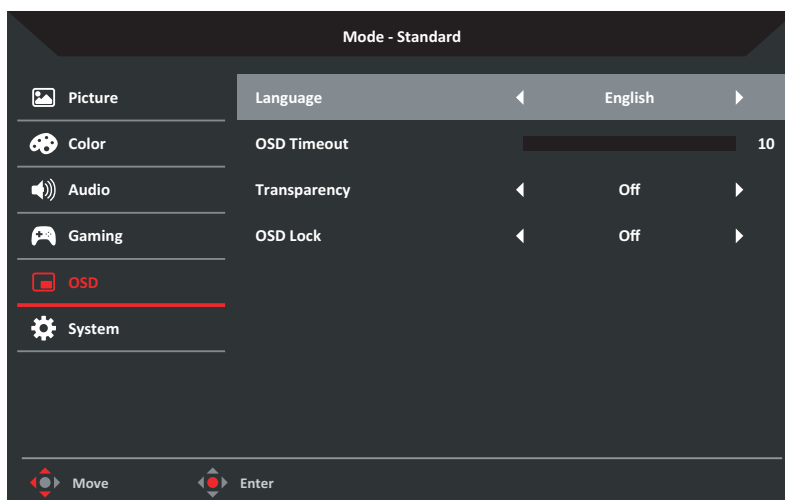 Mode - Standard
Picture
Language English
Color
OSD Timeout 10
Audio
Transparency Off
Gaming
OSD Lock Off
OSD
System
Move Enter